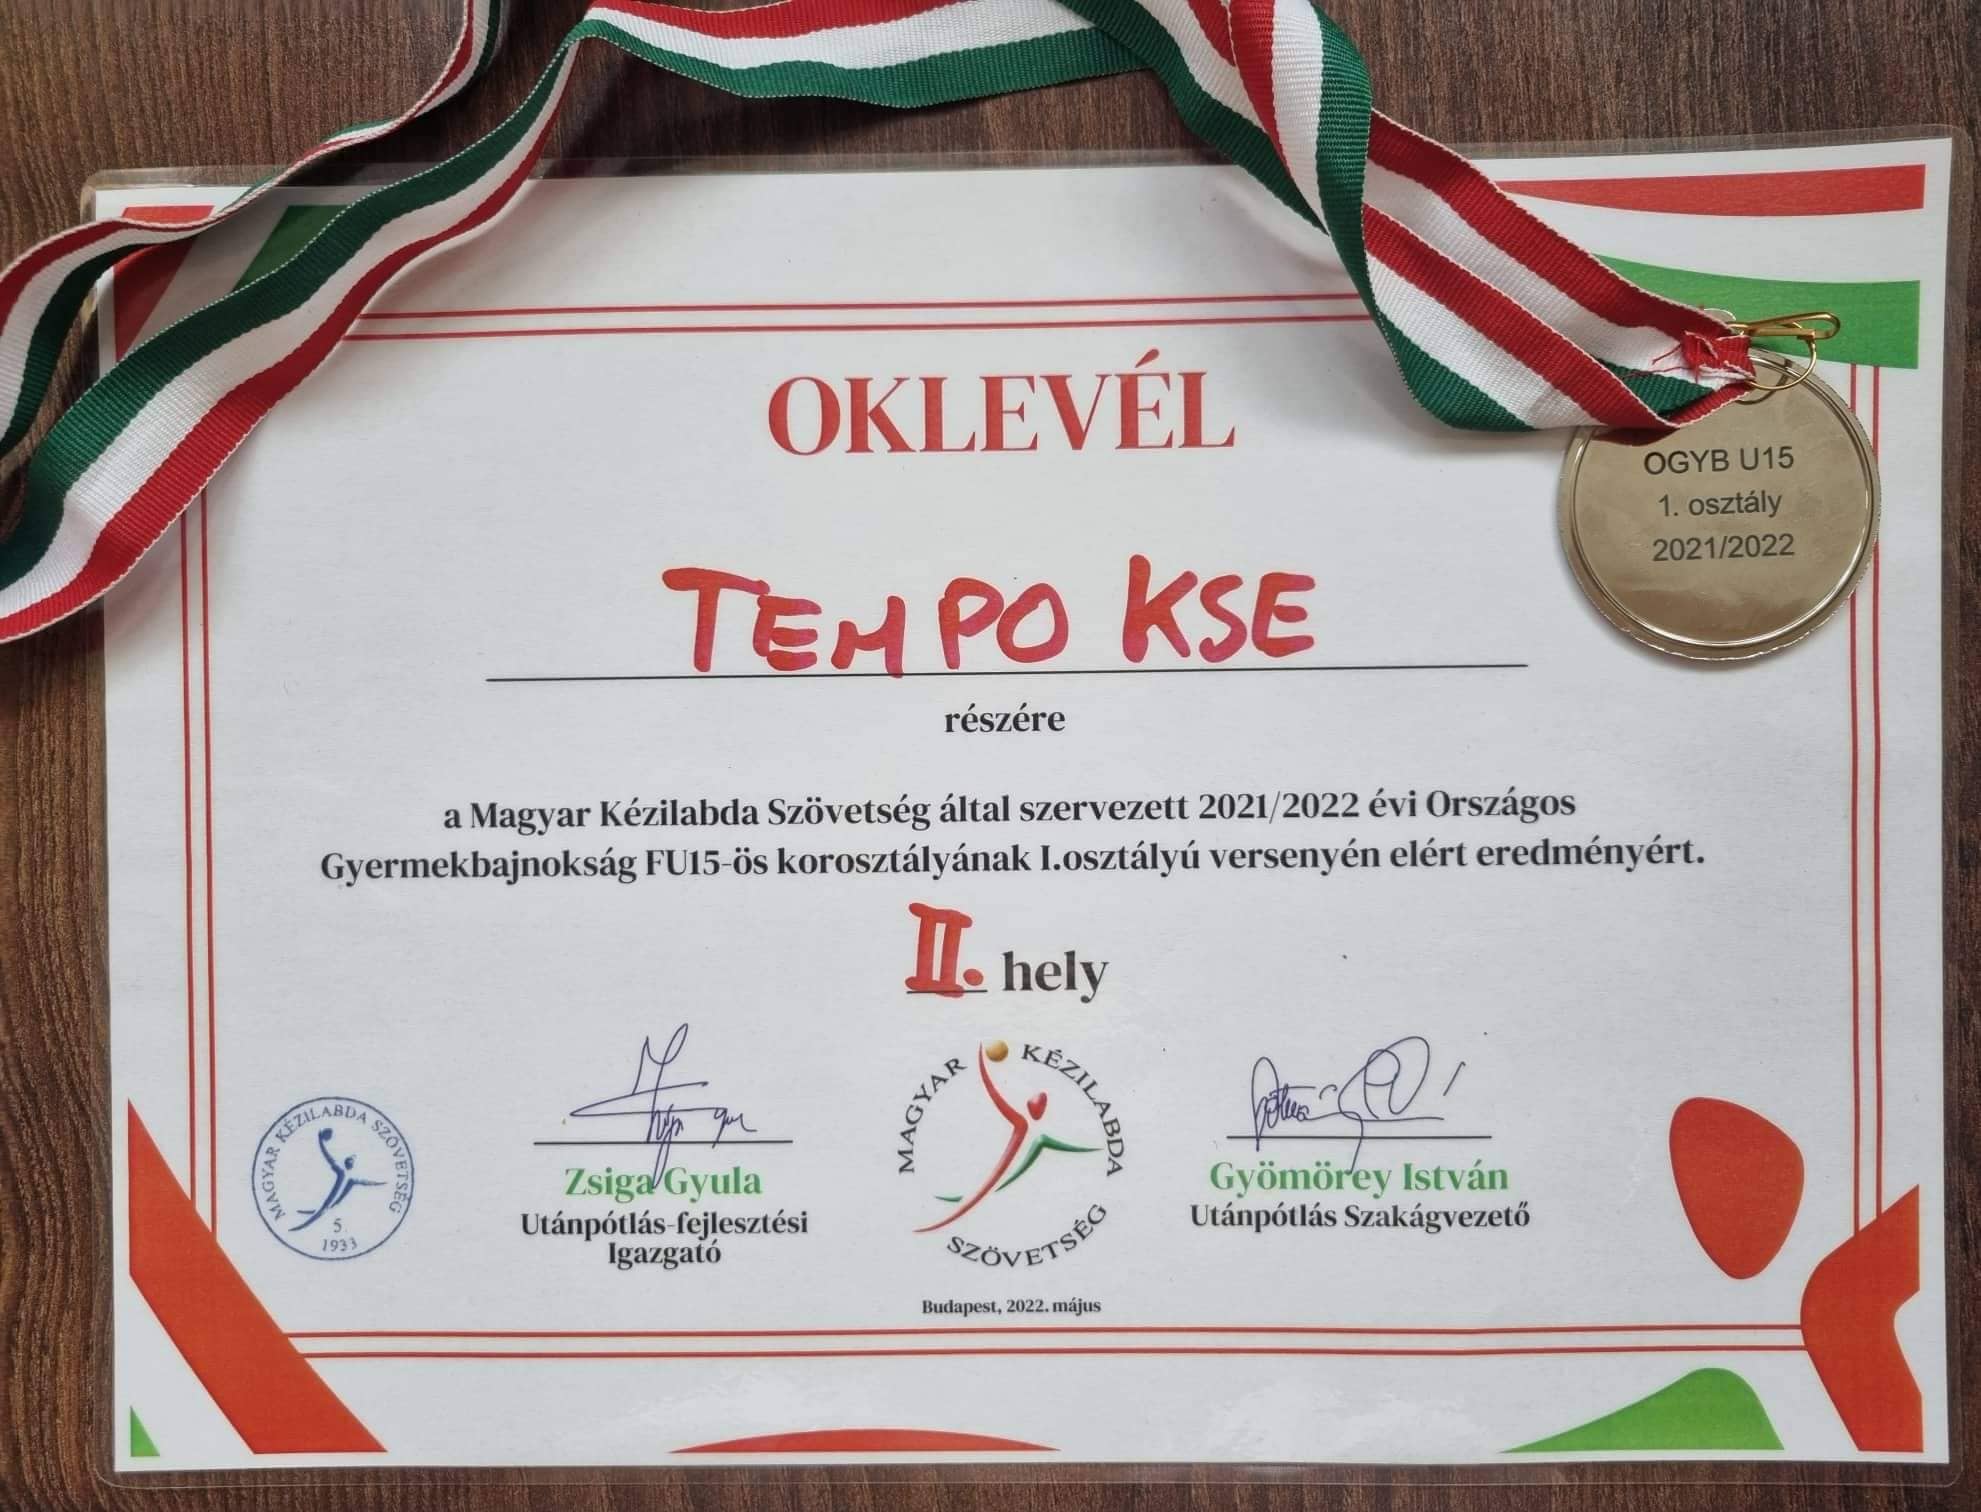 OKLEVÉL
OGYB U15
1. osztály
2021/2022
TEMPO KSE
részére
a Magyar Kézilabda Szövetség által szervezett 2021/2022 évi Országos
Gyermekbajnokság FU15-ös korosztályának I.osztályú versenyén elért eredményért.
II. hely
MAGYAR KÉZILABDA SZÖVETSÉG
5.
1933
Zsiga Gyula
Utánpótlás-fejlesztési
Igazgató
MAGYAR KÉZILABDA SZÖVETSÉG
Gyömörey István
Utánpótlás Szakágvezető
Budapest, 2022. május